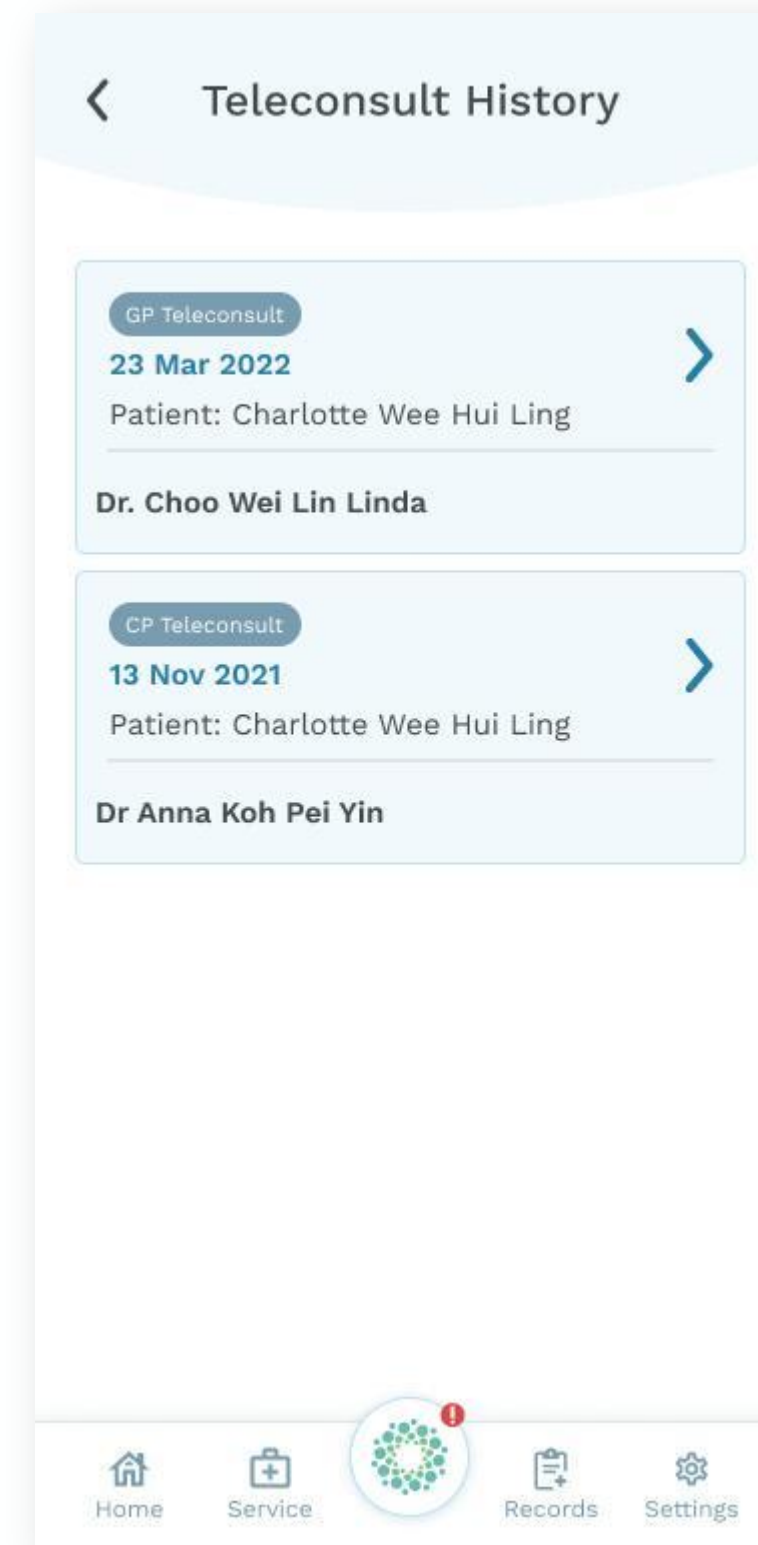 Teleconsult History
GP Teleconsult
23 Mar 2022
Patient: Charlotte Wee Hui Ling
Dr. Choo Wei Lin Linda
CP Teleconsult
13 Nov 2021
Patient: Charlotte Wee Hui Ling
Dr Anna Koh Pei Yin
Home
Service
Records
Settings